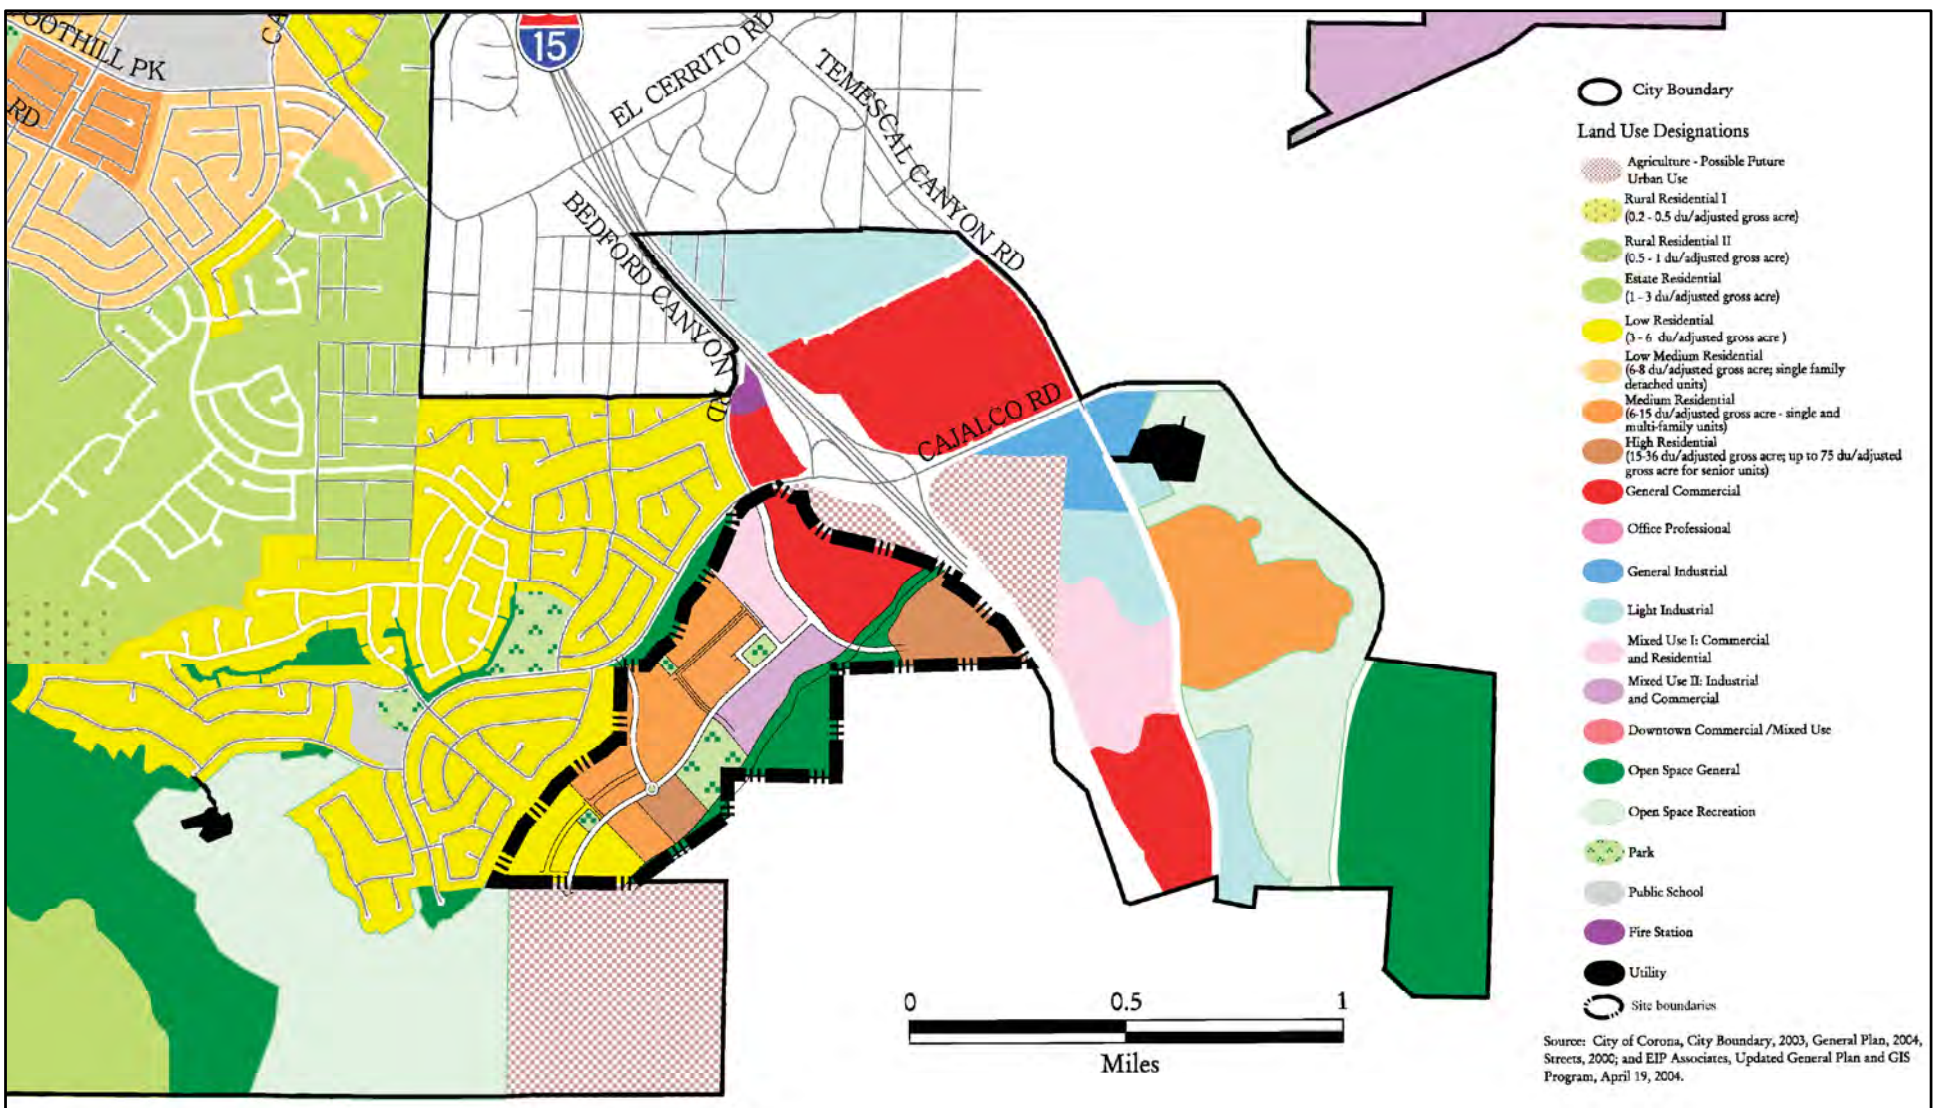 FOOTHILL PK
CA
RD
15
EL CERRITO RD
TEMESCAL CANYON RD
BEDFORD CANYON RD
CAJALCO RD
City Boundary
Land Use Designations
Agriculture - Possible Future
Urban Use
Rural Residential I
(0.2 - 0.5 du/adjusted gross acre)
Rural Residential II
(0.5 - 1 du/adjusted gross acre)
Estate Residential
(1 - 3 du/adjusted gross acre)
Low Residential
(3 - 6 du/adjusted gross acre )
Low Medium Residential
(6-8 du/adjusted gross acre; single family
detached units)
Medium Residential
(6-15 du/adjusted gross acre - single and
multi-family units)
High Residential
(15-36 du/adjusted gross acre; up to 75 du/adjusted
gross acre for senior units)
General Commercial
Office Professional
General Industrial
Light Industrial
Mixed Use I: Commercial
and Residential
Mixed Use II: Industrial
and Commercial
Downtown Commercial /Mixed Use
Open Space General
Open Space Recreation
Park
Public School
Fire Station
Utility
Site boundaries
0 0.5 1
Miles
Source: City of Corona, City Boundary, 2003, General Plan, 2004,
Streets, 2000; and EIP Associates, Updated General Plan and GIS
Program, April 19, 2004.